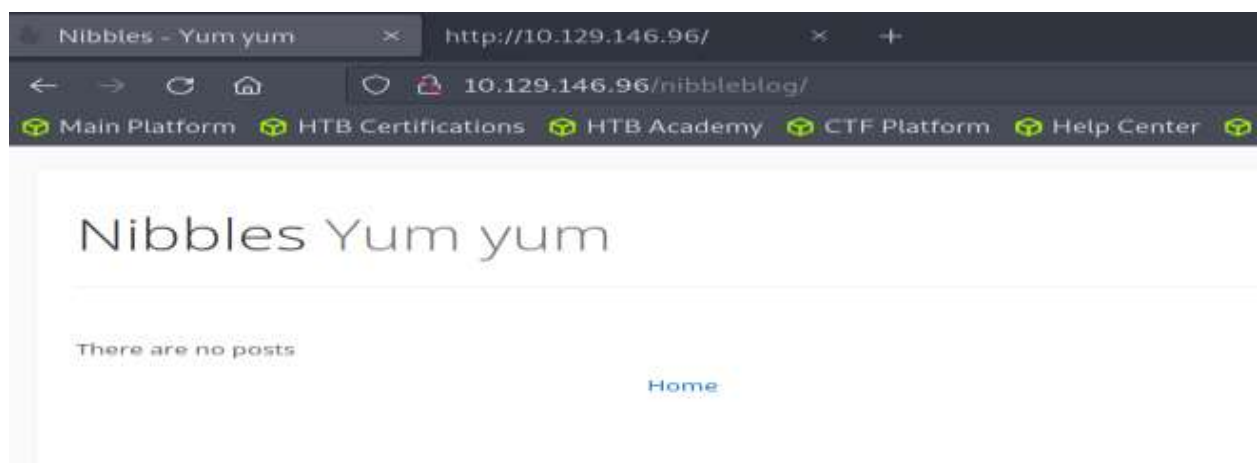 Nibbles - Yum yum × http://10.129.146.96/ × +
10.129.146.96/nibbleblog/
Main Platform HTB Certifications HTB Academy CTF Platform Help Center
Nibbles Yum yum
There are no posts
Home